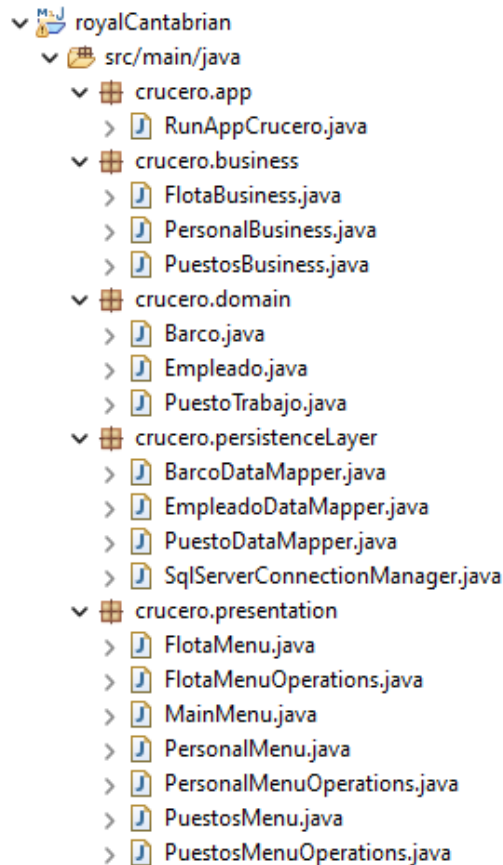 royalCantabrian
src/main/java
crucero.app
RunAppCrucero.java
crucero.business
FlotaBusiness.java
PersonalBusiness.java
PuestosBusiness.java
crucero.domain
Barco.java
Empleado.java
PuestoTrabajo.java
crucero.persistenceLayer
BarcoDataMapper.java
EmpleadoDataMapper.java
PuestoDataMapper.java
SqlServerConnectionManager.java
crucero.presentation
FlotaMenu.java
FlotaMenuOperations.java
MainMenu.java
PersonalMenu.java
PersonalMenuOperations.java
PuestosMenu.java
PuestosMenuOperations.java